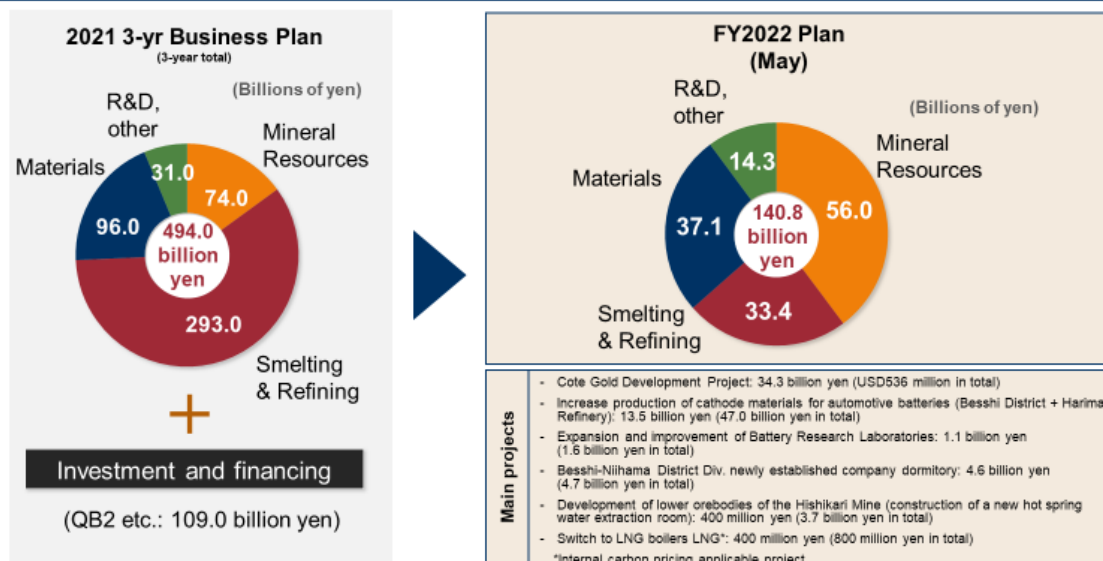 2021 3-yr Business Plan
(3-year total)
(Billions of yen)
R&D,
other
Mineral
Resources
Materials
31.0
74.0
96.0
494.0
billion
yen
293.0
Smelting
& Refining
+
Investment and financing
(QB2 etc.: 109.0 billion yen)
FY2022 Plan
(May)
(Billions of yen)
R&D,
other
Mineral
Resources
Materials
14.3
56.0
37.1
140.8
billion
yen
33.4
Smelting
& Refining
Main projects
- Cote Gold Development Project: 34.3 billion yen (USD536 million in total)
- Increase production of cathode materials for automotive batteries (Besshi District + Harima
Refinery): 13.5 billion yen (47.0 billion yen in total)
- Expansion and improvement of Battery Research Laboratories: 1.1 billion yen
(1.6 billion yen in total)
- Besshi-Niihama District Div. newly established company dormitory: 4.6 billion yen
(4.7 billion yen in total)
- Development of lower orebodies of the Hishikari Mine (construction of a new hot spring
water extraction room): 400 million yen (3.7 billion yen in total)
- Switch to LNG boilers LNG*: 400 million yen (800 million yen in total)
*Internal carbon pricing applicable project